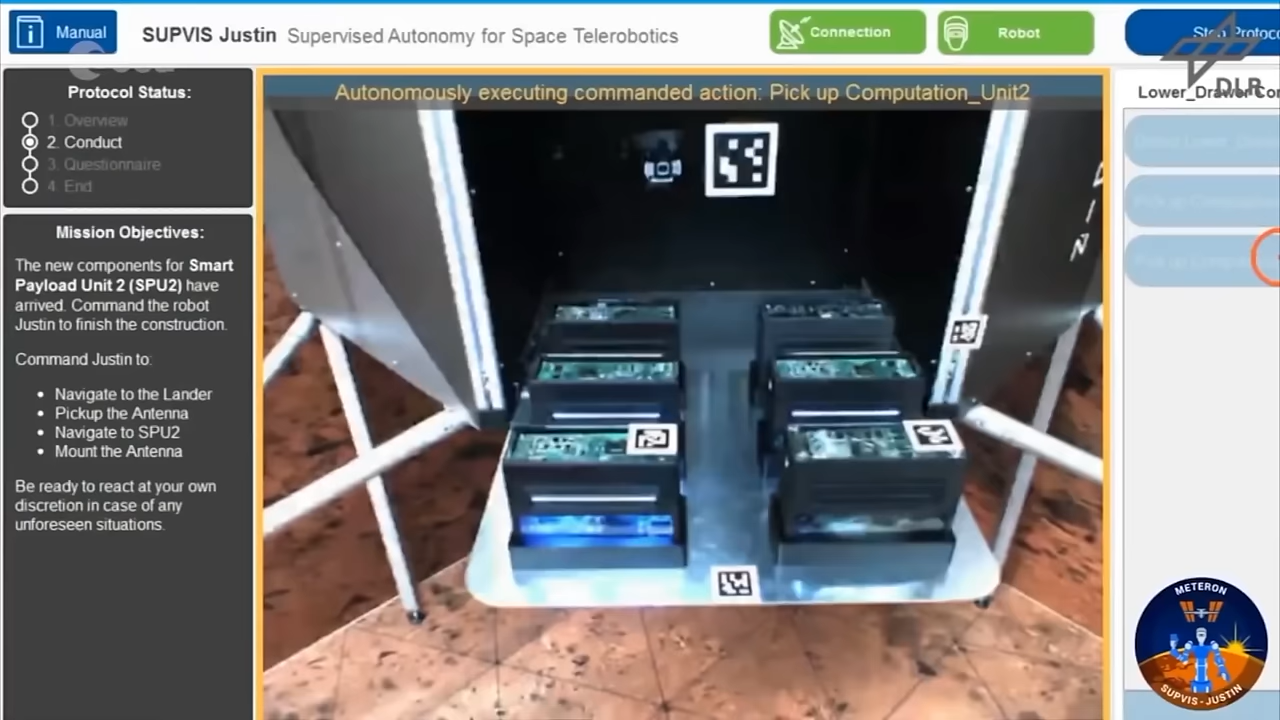 Manual
SUPVIS Justin Supervised Autonomy for Space Telerobotics
Connection
Robot
esa
DLR
Protocol Status:
1. Overview
2. Conduct
3. Questionnaire
4. End
Mission Objectives:
The new components for Smart
Payload Unit 2 (SPU2) have
arrived. Command the robot
Justin to finish the construction.
Command Justin to:
• Navigate to the Lander
• Pickup the Antenna
• Navigate to SPU2
• Mount the Antenna
Be ready to react at your own
discretion in case of any
unforeseen situations.
Autonomously executing commanded action: Pick up Computation_Unit2
METERON
SUPVIS-JUSTIN